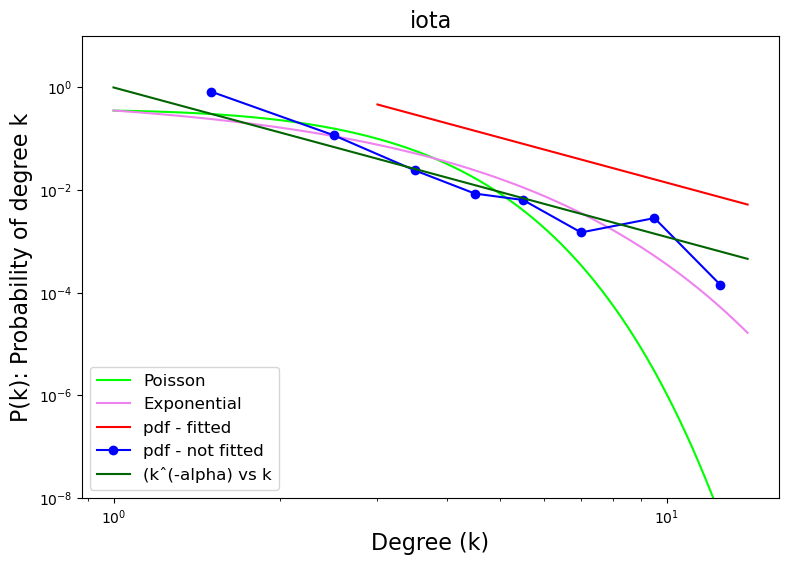 iota
P(k): Probability of degree k
10^0
10^-2
10^-4
10^-6
10^-8
Poisson
Exponential
pdf - fitted
pdf - not fitted
(kˆ(-alpha) vs k
10^0
10^1
Degree (k)